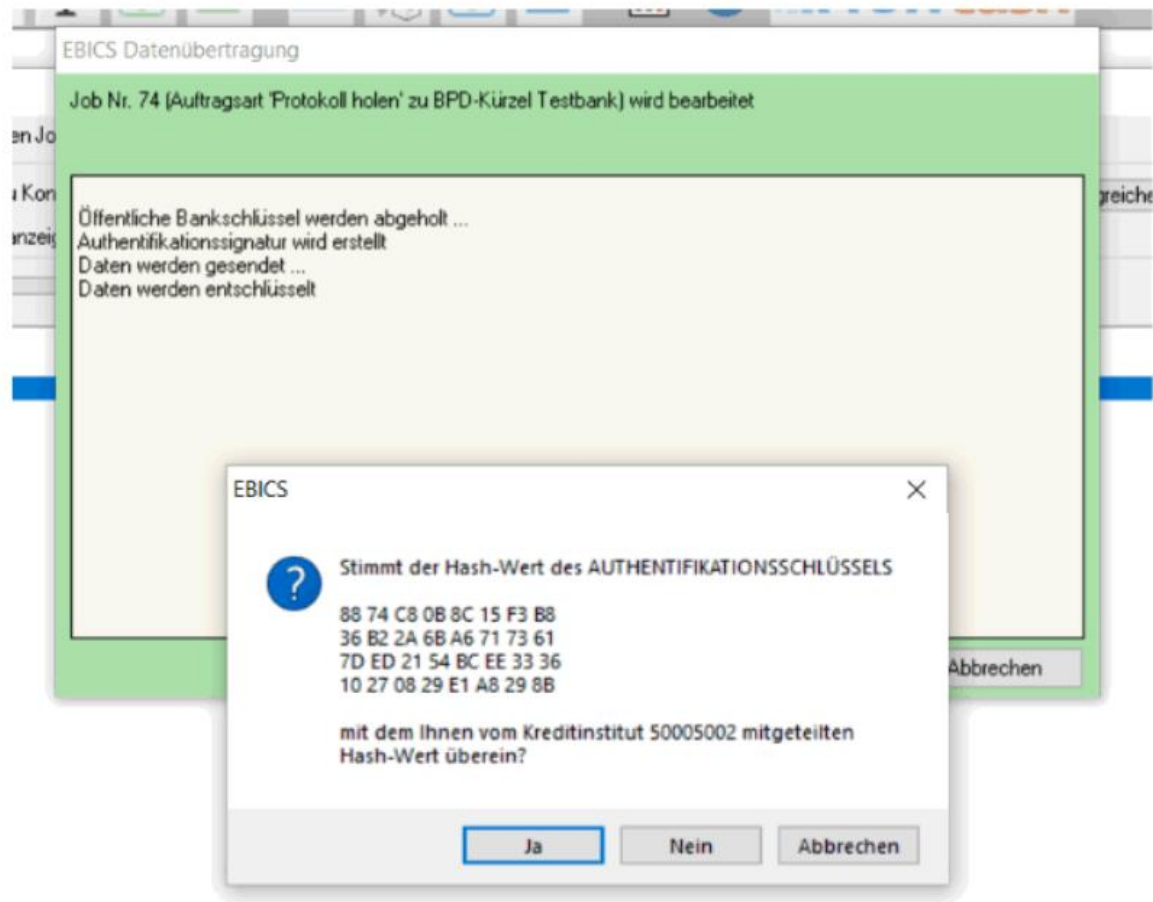 EBICS Datenübertragung
Job Nr. 74 (Auftragsart 'Protokoll holen' zu BPD-Kürzel Testbank) wird bearbeitet
Öffentliche Bankschlüssel werden abgeholt ...
Authentifikationssignatur wird erstellt
Daten werden gesendet ...
Daten werden entschlüsselt
EBICS
Stimmt der Hash-Wert des AUTHENTIFIKATIONSSCHLÜSSELS
88 74 C8 0B 8C 15 F3 B8
36 B2 2A 6B A6 71 73 61
7D ED 21 54 BC EE 33 36
10 27 08 29 E1 A8 29 8B
mit dem Ihnen vom Kreditinstitut 50005002 mitgeteilten
Hash-Wert überein?
Abbrechen
Ja Nein Abbrechen